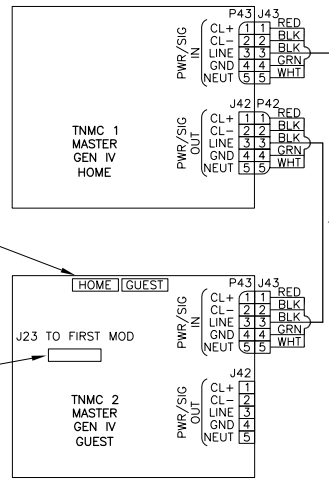 P43 J43
PWR/SIG IN
CL+ 1 1 RED
CL- 2 2 BLK
LINE 3 3 BLK
GND 4 4 GRN
NEUT 5 5 WHT
J42 P42
PWR/SIG OUT
CL+ 1 1 RED
CL- 2 2 BLK
LINE 3 3 BLK
GND 4 4 GRN
NEUT 5 5 WHT
TNMC 1
MASTER
GEN IV
HOME
HOME GUEST
P43 J43
PWR/SIG IN
CL+ 1 1 RED
CL- 2 2 BLK
LINE 3 3 BLK
GND 4 4 GRN
NEUT 5 5 WHT
J23 TO FIRST MOD
J42
PWR/SIG OUT
CL+ 1
CL- 2
LINE 3
GND 4
NEUT 5
TNMC 2
MASTER
GEN IV
GUEST